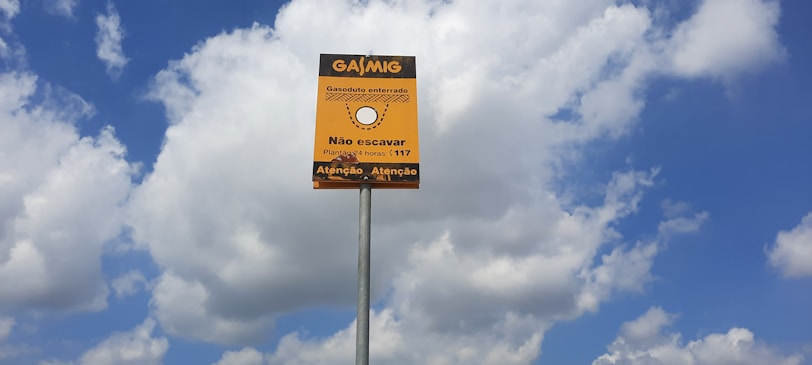 GASMIG
Gasoduto enterrado
Não escavar
Plantão 24 horas: 117
Atenção Atenção